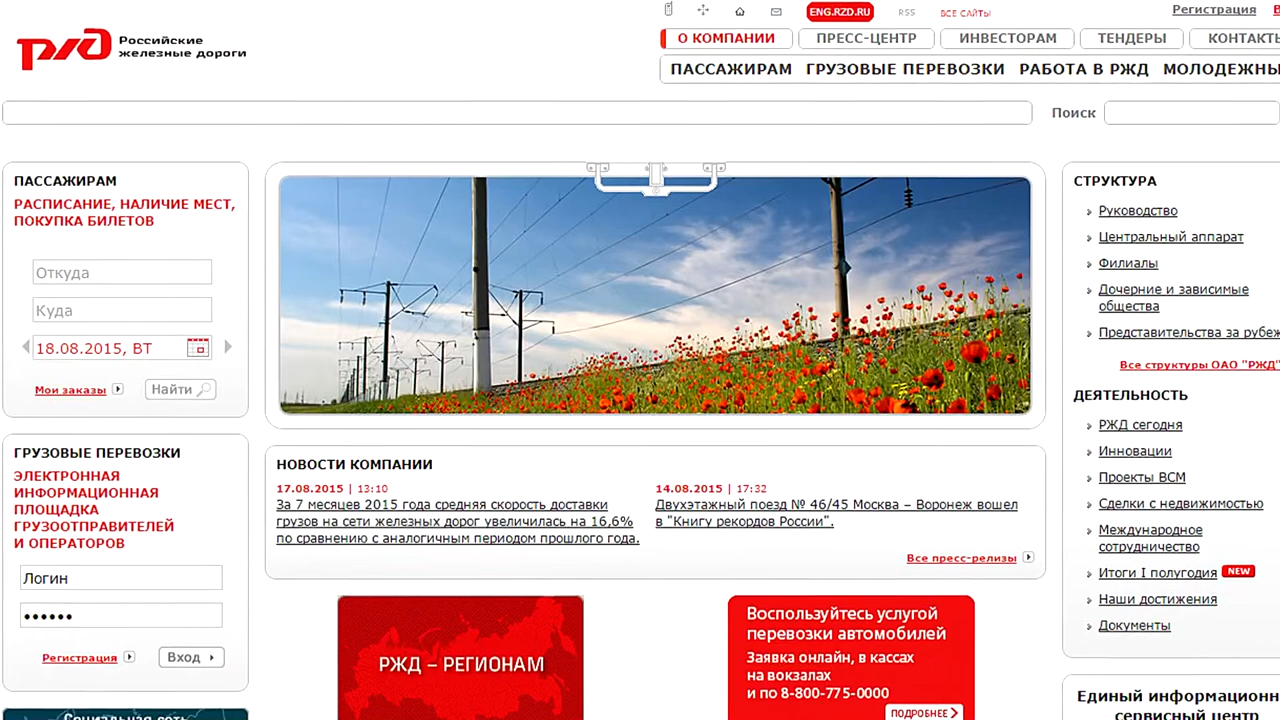 ENG.RZD.RU
RSS
ВСЕ САЙТЫ
Регистрация
Российские
железные дороги
О КОМПАНИИ
ПРЕСС-ЦЕНТР
ИНВЕСТОРАМ
ТЕНДЕРЫ
КОНТАКТЫ
ПАССАЖИРАМ
ГРУЗОВЫЕ ПЕРЕВОЗКИ
РАБОТА В РЖД
МОЛОДЕЖНЫ
Поиск
ПАССАЖИРАМ
РАСПИСАНИЕ, НАЛИЧИЕ МЕСТ,
ПОКУПКА БИЛЕТОВ
Откуда
Куда
18.08.2015, ВТ
Мои заказы
Найти
ГРУЗОВЫЕ ПЕРЕВОЗКИ
ЭЛЕКТРОННАЯ
ИНФОРМАЦИОННАЯ
ПЛОЩАДКА
ГРУЗООТПРАВИТЕЛЕЙ
И ОПЕРАТОРОВ
Логин
••••••
Регистрация
Вход
Социальная сеть
НОВОСТИ КОМПАНИИ
17.08.2015 | 13:10
За 7 месяцев 2015 года средняя скорость доставки
грузов на сети железных дорог увеличилась на 16,6%
по сравнению с аналогичным периодом прошлого года.
14.08.2015 | 17:32
Двухэтажный поезд № 46/45 Москва – Воронеж вошел
в "Книгу рекордов России".
Все пресс-релизы
РЖД – РЕГИОНАМ
Воспользуйтесь услугой
перевозки автомобилей
Заявка онлайн, в кассах
на вокзалах
и по 8-800-775-0000
ПОДРОБНЕЕ
СТРУКТУРА
Руководство
Центральный аппарат
Филиалы
Дочерние и зависимые
общества
Представительства за рубеж
Все структуры ОАО "РЖД"
ДЕЯТЕЛЬНОСТЬ
РЖД сегодня
Инновации
Проекты ВСМ
Сделки с недвижимостью
Международное
сотрудничество
Итоги I полугодия NEW
Наши достижения
Документы
Единый информационн
сервисный центр